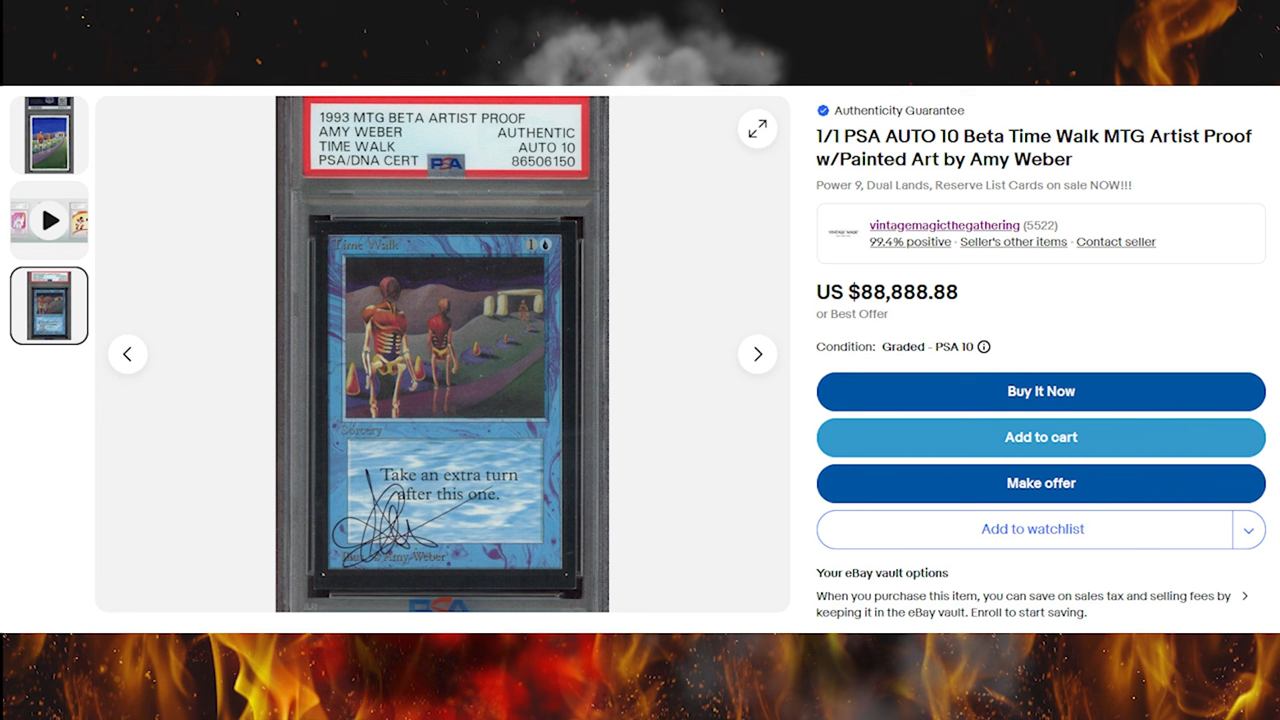 1993 MTG BETA ARTIST PROOF
AMY WEBER AUTHENTIC
TIME WALK AUTO 10
PSA/DNA CERT PSA 86506150
Time Walk 1
Sorcery
Take an extra turn
after this one.
Illus. © Amy Weber
PSA
Authenticity Guarantee
1/1 PSA AUTO 10 Beta Time Walk MTG Artist Proof
w/Painted Art by Amy Weber
Power 9, Dual Lands, Reserve List Cards on sale NOW!!!
vintagemagicthegathering (5522)
99.4% positive · Seller's other items · Contact seller
US $88,888.88
or Best Offer
Condition: Graded - PSA 10
Buy It Now
Add to cart
Make offer
Add to watchlist
Your eBay vault options
When you purchase this item, you can save on sales tax and selling fees by
keeping it in the eBay vault. Enroll to start saving.